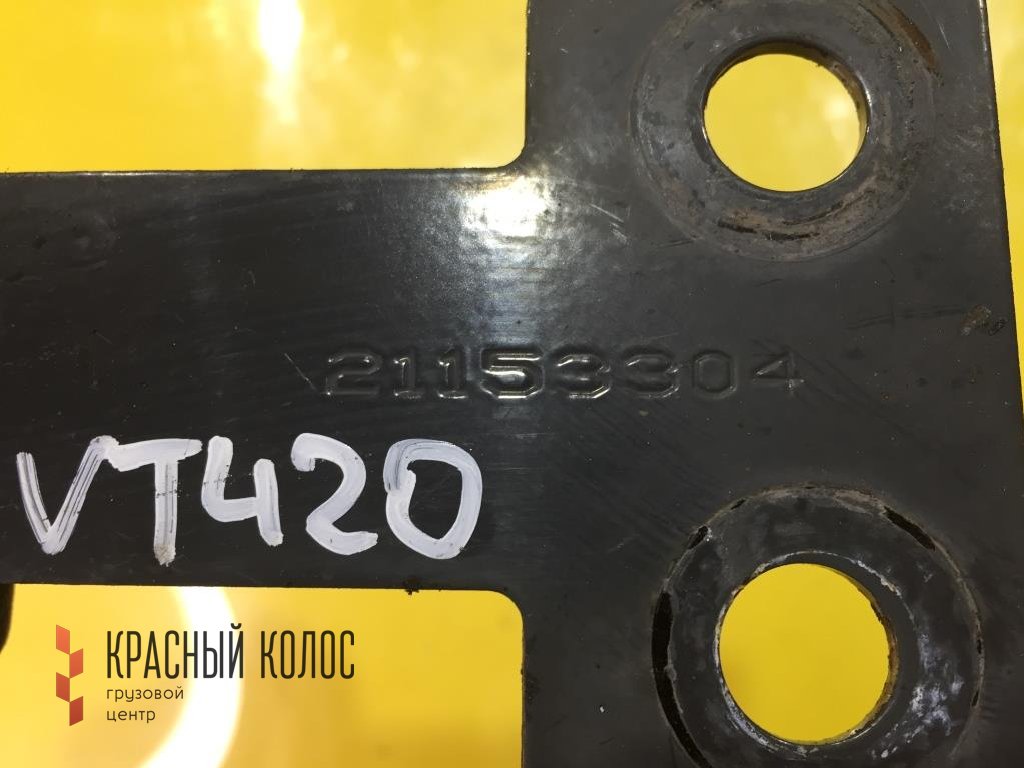 21153304
VT420
КРАСНЫЙ КОЛОС
грузовой
центр